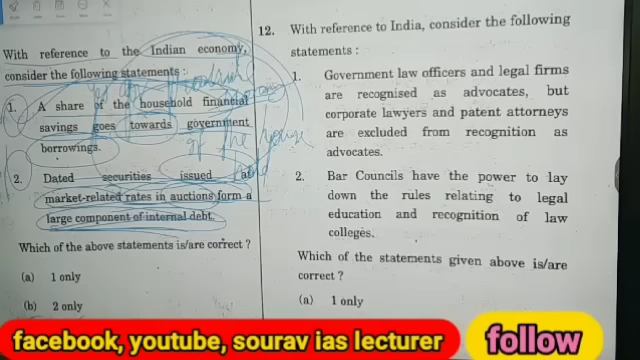 With reference to the Indian economy,
consider the following statements :
1. A share of the household financial
savings goes towards government
borrowings.
2. Dated securities issued at
market-related rates in auctions form a
large component of internal debt.
Which of the above statements is/are correct ?
(a) 1 only
(b) 2 only
12. With reference to India, consider the following
statements :
1. Government law officers and legal firms
are recognised as advocates, but
corporate lawyers and patent attorneys
are excluded from recognition as
advocates.
2. Bar Councils have the power to lay
down the rules relating to legal
education and recognition of law
colleges.
Which of the statements given above is/are
correct ?
(a) 1 only
facebook, youtube, sourav ias lecturer
follow